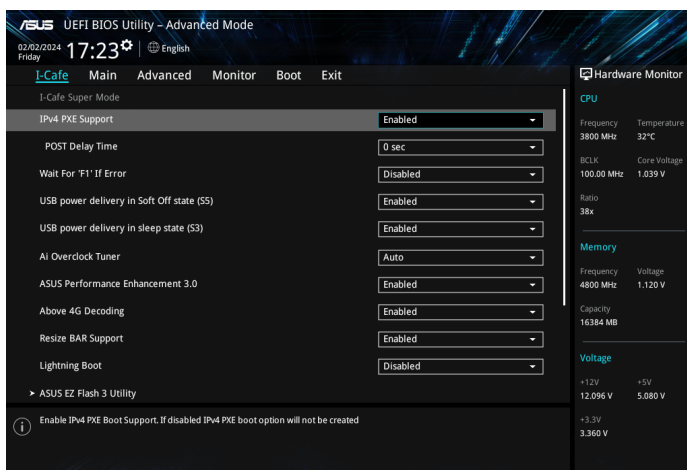 ASUS UEFI BIOS Utility – Advanced Mode
02/02/2024 Friday 17:23 English
I-Cafe Main Advanced Monitor Boot Exit
I-Cafe Super Mode
IPv4 PXE Support Enabled
POST Delay Time 0 sec
Wait For 'F1' If Error Disabled
USB power delivery in Soft Off state (S5) Enabled
USB power delivery in sleep state (S3) Enabled
Ai Overclock Tuner Auto
ASUS Performance Enhancement 3.0 Enabled
Above 4G Decoding Enabled
Resize BAR Support Enabled
Lightning Boot Disabled
ASUS EZ Flash 3 Utility
Enable IPv4 PXE Boot Support. If disabled IPv4 PXE boot option will not be created
Hardware Monitor
CPU
Frequency Temperature
3800 MHz 32°C
BCLK Core Voltage
100.00 MHz 1.039 V
Ratio
38x
Memory
Frequency Voltage
4800 MHz 1.120 V
Capacity
16384 MB
Voltage
+12V +5V
12.096 V 5.080 V
+3.3V
3.360 V